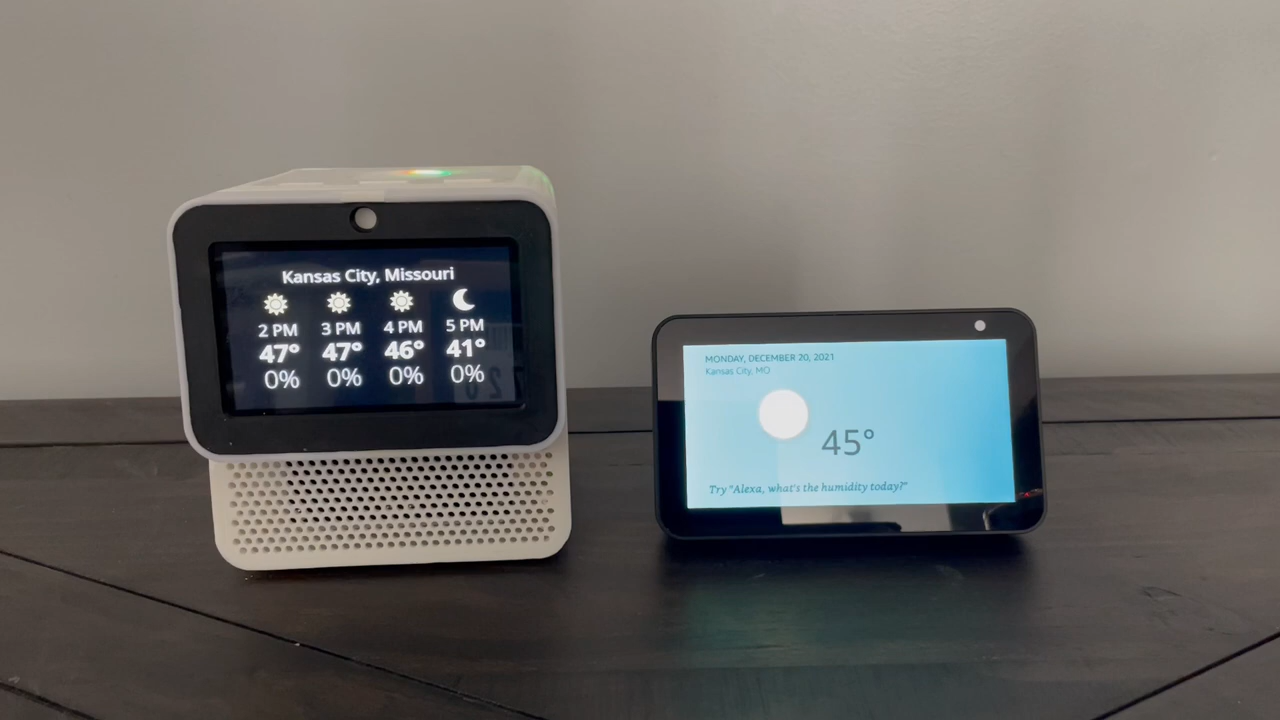 Kansas City, Missouri
2 PM 3 PM 4 PM 5 PM
47° 47° 46° 41°
0% 0% 0% 0%
MONDAY, DECEMBER 20, 2021
Kansas City, MO
45°
Try "Alexa, what's the humidity today?"